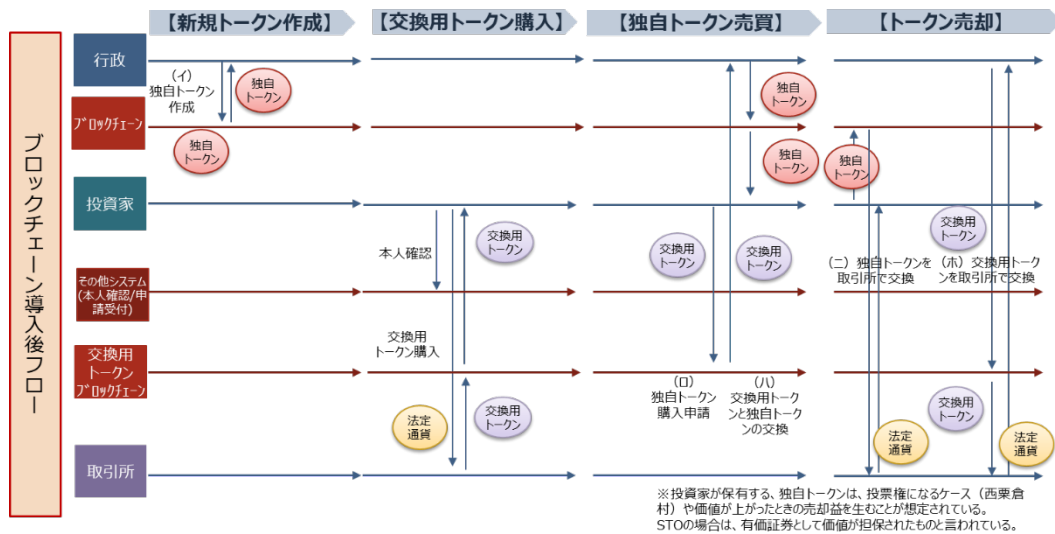 【新規トークン作成】
【交換用トークン購入】
【独自トークン売買】
【トークン売却】
ブロックチェーン導入後フロー
行政
(イ)
独自トークン
作成
独自
トークン
独自
トークン
ブロックチェーン
独自
トークン
独自
トークン
独自
トークン
投資家
本人確認
交換用
トークン
交換用
トークン
交換用
トークン
交換用
トークン
(ニ)独自トークンを
取引所で交換
(ホ)交換用トーク
ンを取引所で交換
その他システム
(本人確認/申
請受付)
交換用
トークン購入
交換用
トークン
ブロックチェーン
(ロ)
独自トークン
購入申請
(ハ)
交換用トーク
ンと独自トーク
ンの交換
法定
通貨
交換用
トークン
交換用
トークン
法定
通貨
法定
通貨
取引所
※投資家が保有する、独自トークンは、投票権になるケース（西粟倉
村）や価値が上がったときの売却益を生むことが想定されている。
STOの場合は、有価証券として価値が担保されたものと言われている。